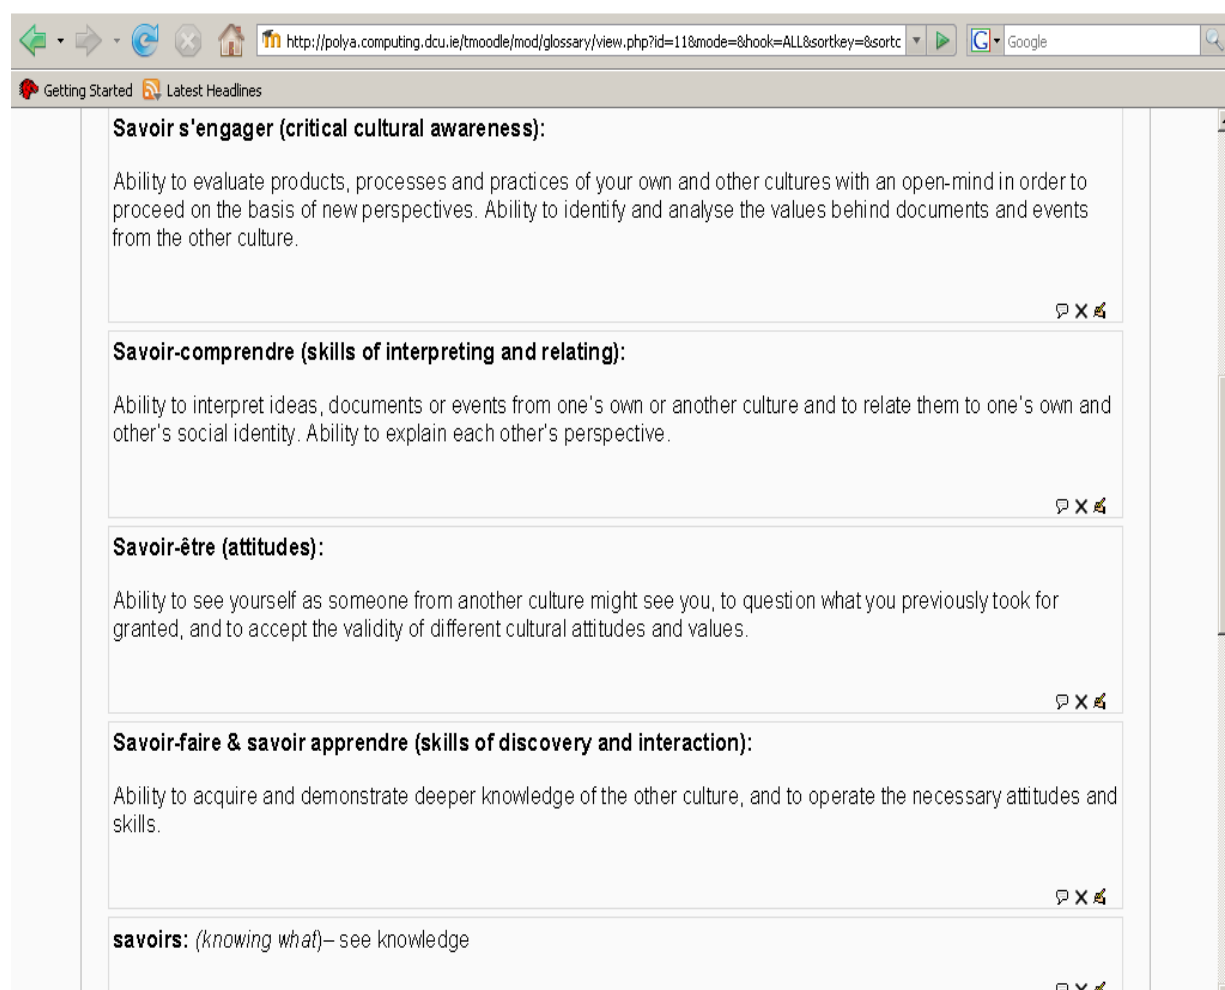 http://polya.computing.dcu.ie/tmoodle/mod/glossary/view.php?id=11&mode=&hook=ALL&sortkey=&sortc
Google
Getting Started Latest Headlines
Savoir s'engager (critical cultural awareness):
Ability to evaluate products, processes and practices of your own and other cultures with an open-mind in order to
proceed on the basis of new perspectives. Ability to identify and analyse the values behind documents and events
from the other culture.
Savoir-comprendre (skills of interpreting and relating):
Ability to interpret ideas, documents or events from one's own or another culture and to relate them to one's own and
other's social identity. Ability to explain each other's perspective.
Savoir-être (attitudes):
Ability to see yourself as someone from another culture might see you, to question what you previously took for
granted, and to accept the validity of different cultural attitudes and values.
Savoir-faire & savoir apprendre (skills of discovery and interaction):
Ability to acquire and demonstrate deeper knowledge of the other culture, and to operate the necessary attitudes and
skills.
savoirs: (knowing what)– see knowledge